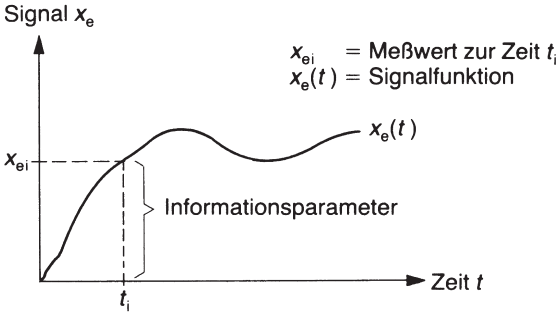 Signal xe
xei = Meßwert zur Zeit ti
xe(t) = Signalfunktion
xe(t)
xei
Informationsparameter
Zeit t
ti